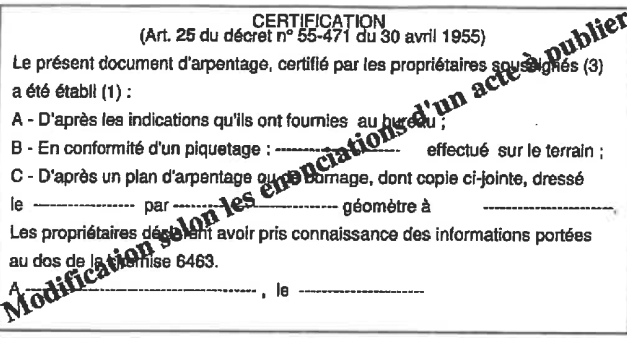 CERTIFICATION
(Art. 25 du décret n° 55-471 du 30 avril 1955)
Le présent document d'arpentage, certifié par les propriétaires soussignés (3)
a été établi (1) :
A - D'après les indications qu'ils ont fournies au bureau ;
B - En conformité d'un piquetage : ---------------------- effectué sur le terrain ;
C - D'après un plan d'arpentage ou de bornage, dont copie ci-jointe, dressé
le ------------------ par ----------------------------- géomètre à ----------------------
Les propriétaires déclarent avoir pris connaissance des informations portées
au dos de la chemise 6463.
A ---------------------------------------- , le ----------------------
Modification selon les énonciations d'un acte à publier